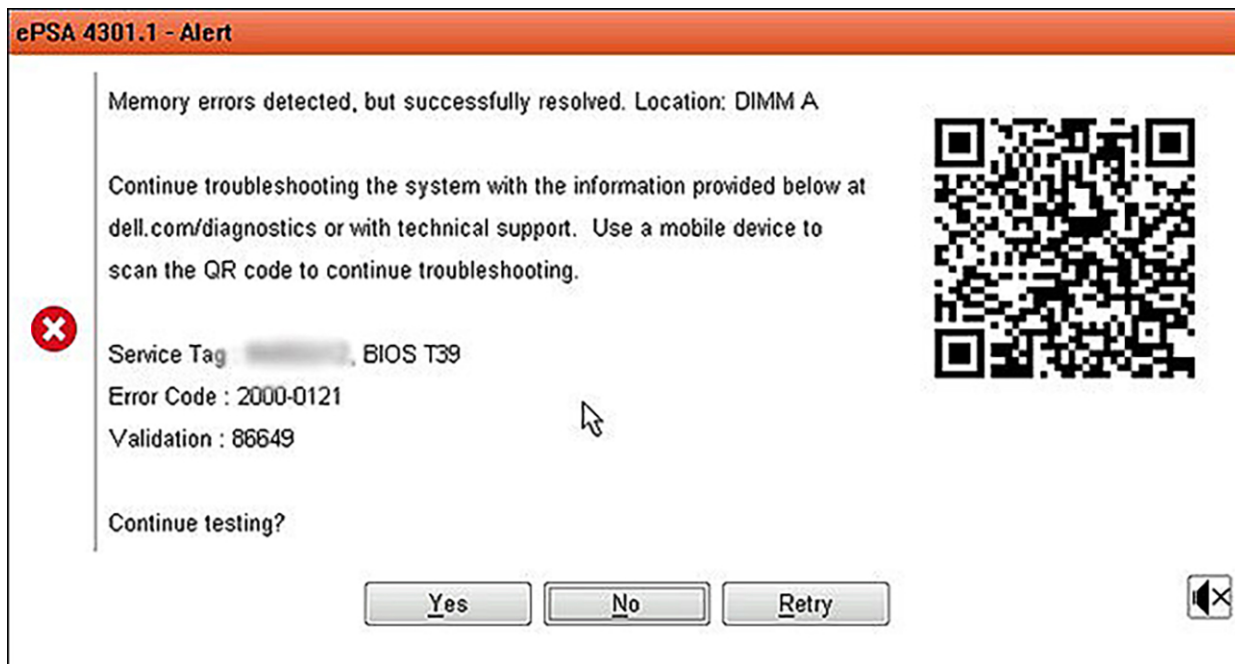 ePSA 4301.1 - Alert
Memory errors detected, but successfully resolved. Location: DIMM A
Continue troubleshooting the system with the information provided below at
dell.com/diagnostics or with technical support. Use a mobile device to
scan the QR code to continue troubleshooting.
Service Tag : , BIOS T39
Error Code : 2000-0121
Validation : 86649
Continue testing?
Yes
No
Retry